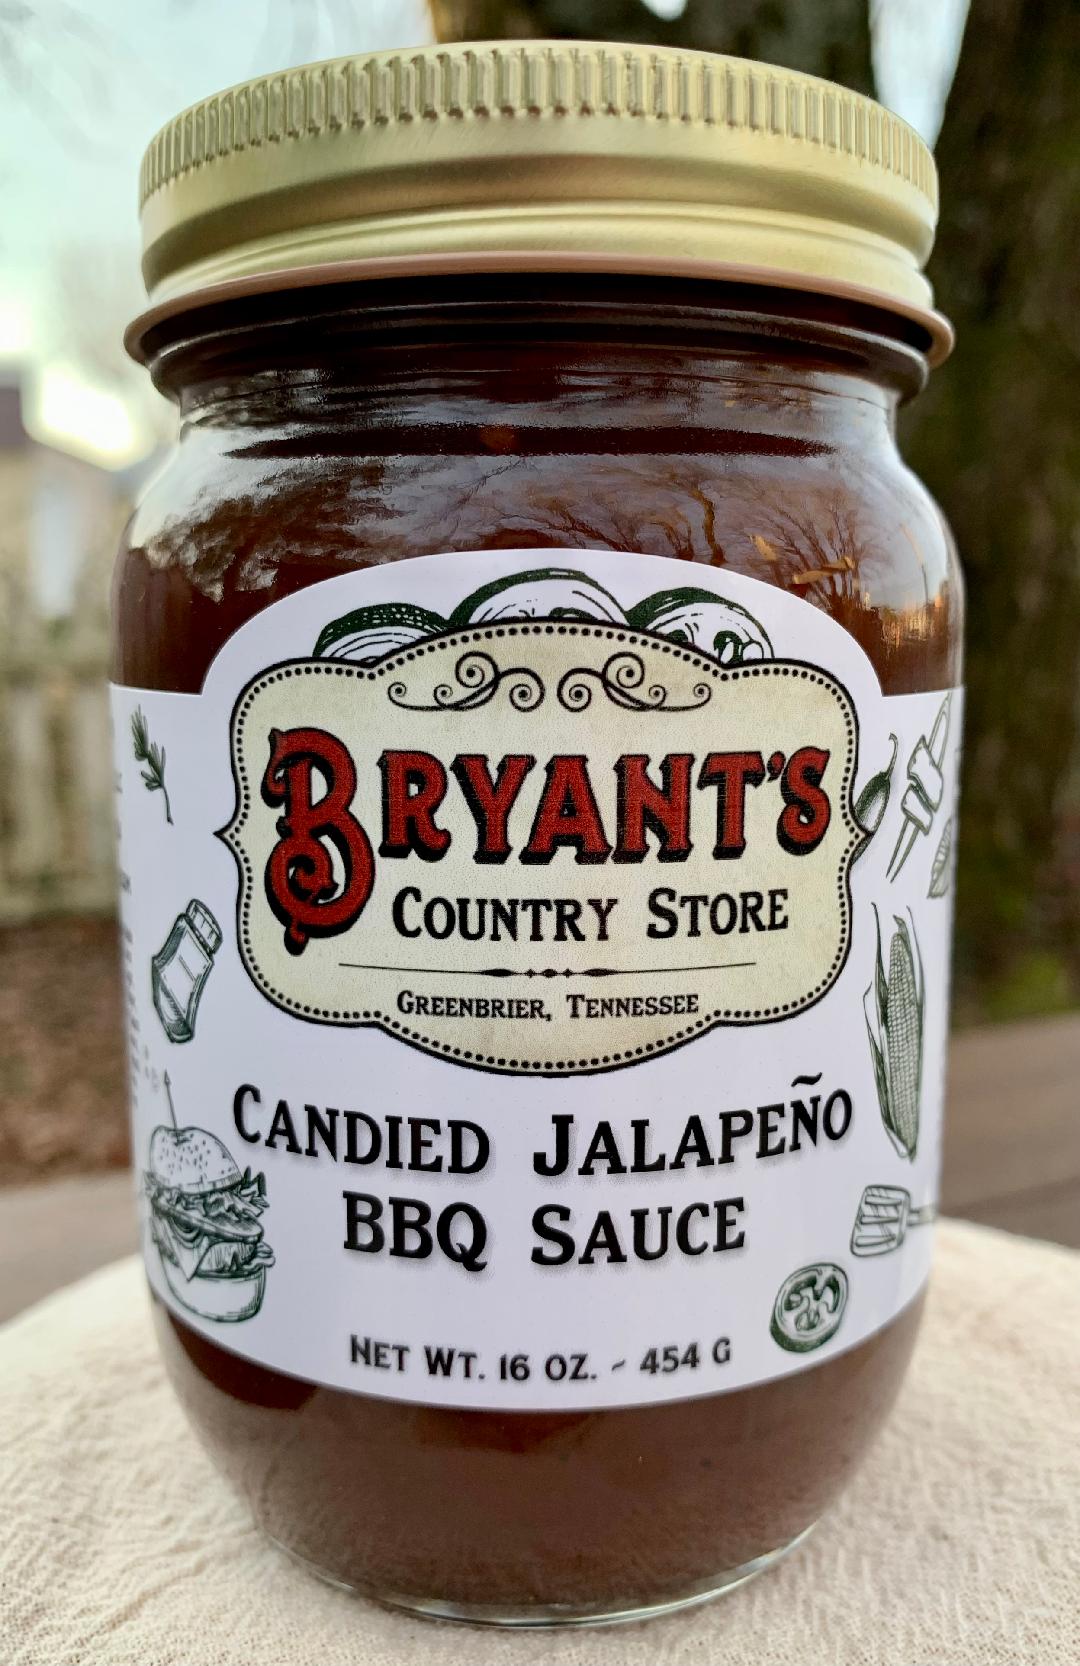 BRYANT'S
COUNTRY STORE
GREENBRIER, TENNESSEE
CANDIED JALAPEÑO
BBQ SAUCE
NET WT. 16 OZ. ~ 454 G